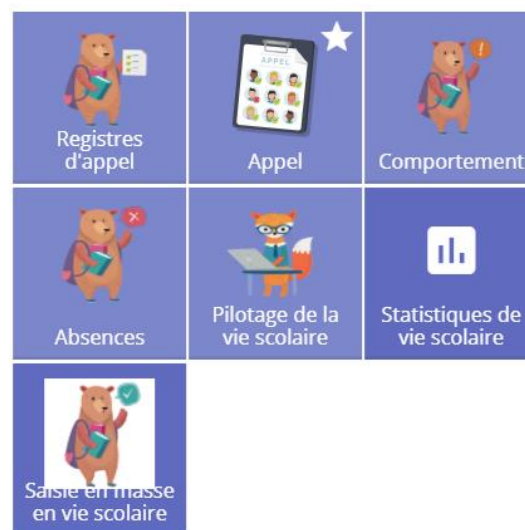 Registres
d'appel
APPEL
Appel
Comportement
Absences
Pilotage de la
vie scolaire
Statistiques de
vie scolaire
Saisie en masse
en vie scolaire